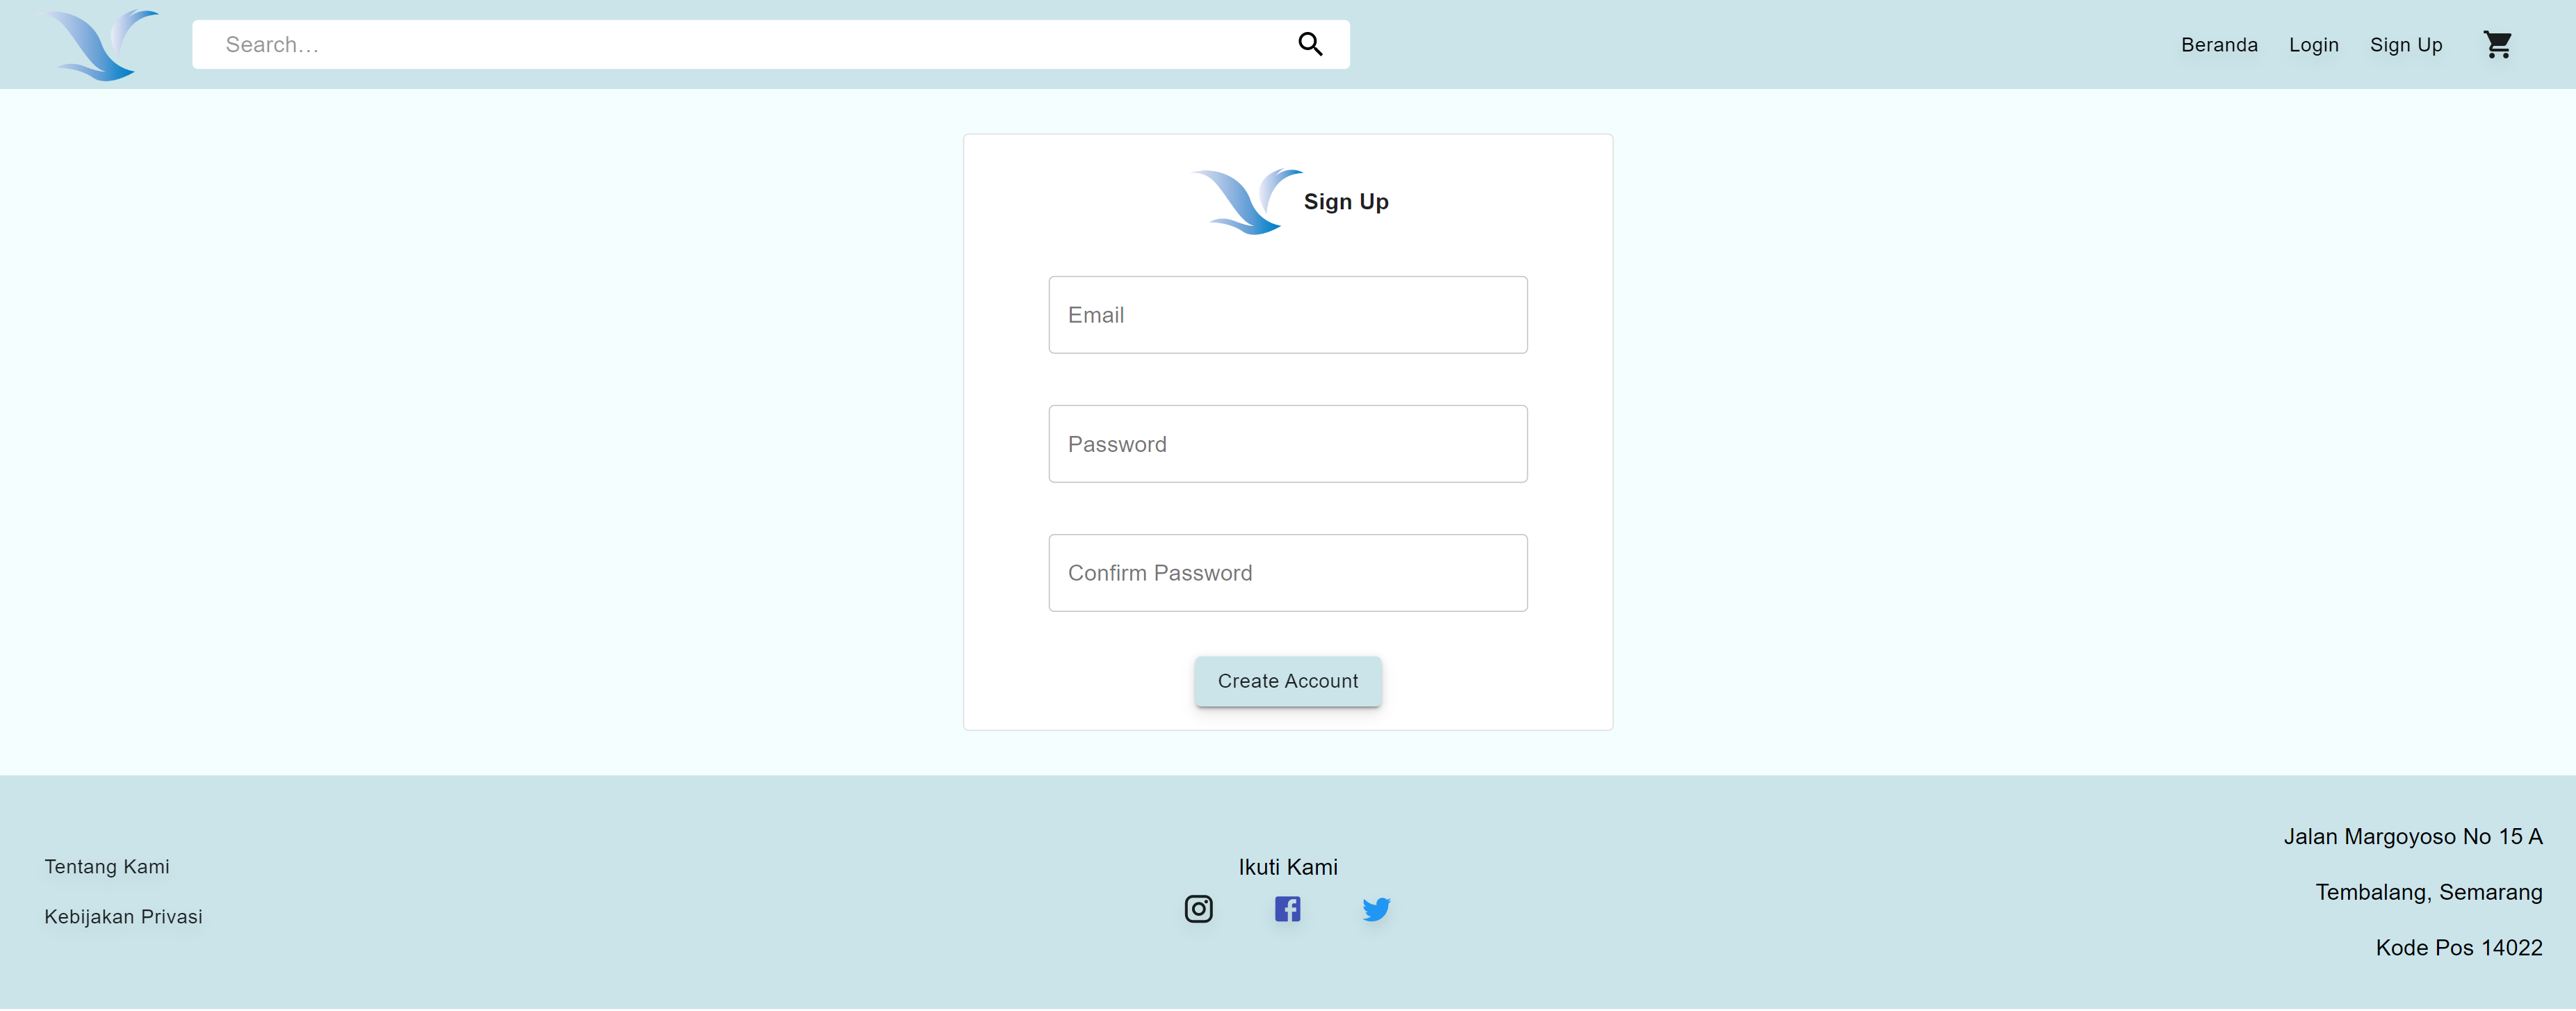 Search...
Beranda
Login
Sign Up
Sign Up
Email
Password
Confirm Password
Create Account
Tentang Kami
Kebijakan Privasi
Ikuti Kami
Jalan Margoyoso No 15 A
Tembalang, Semarang
Kode Pos 14022